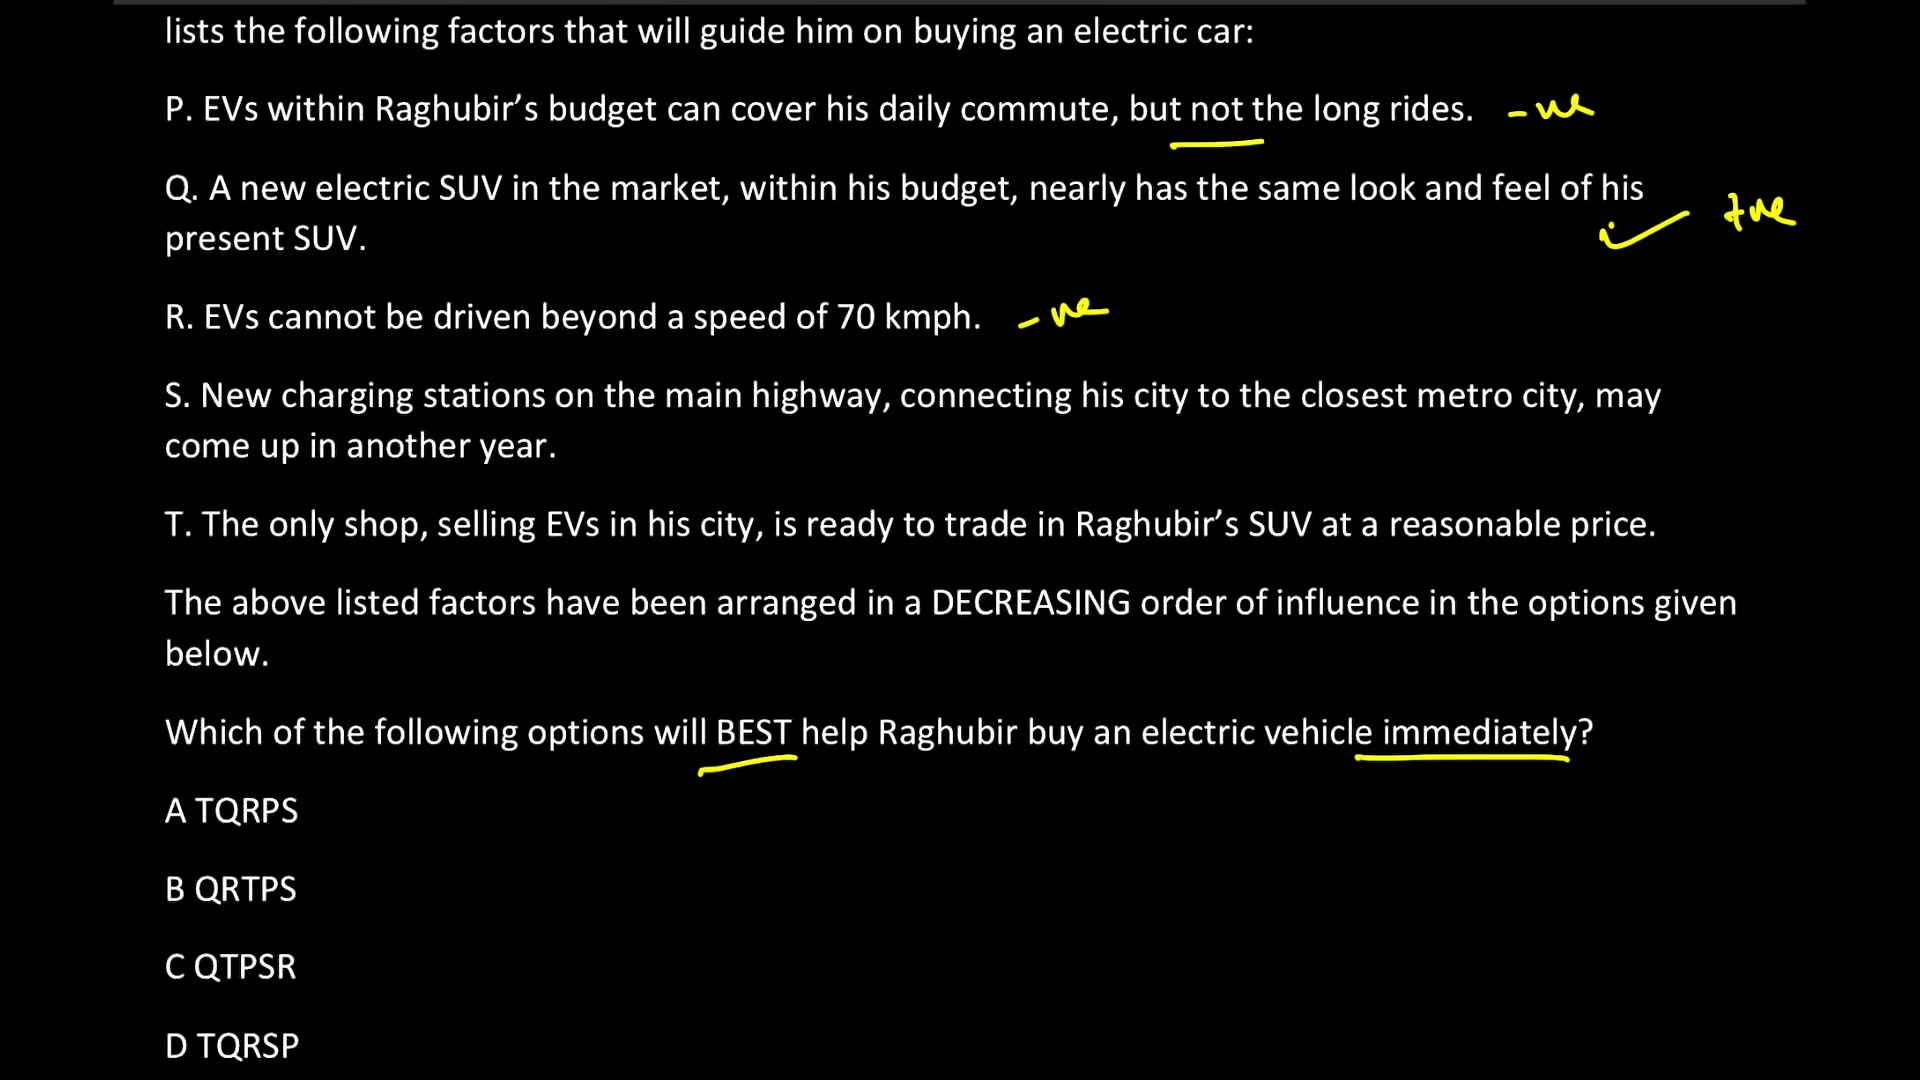 lists the following factors that will guide him on buying an electric car:
P. EVs within Raghubir’s budget can cover his daily commute, but not the long rides. -ve
Q. A new electric SUV in the market, within his budget, nearly has the same look and feel of his
present SUV. +ve
R. EVs cannot be driven beyond a speed of 70 kmph. -ve
S. New charging stations on the main highway, connecting his city to the closest metro city, may
come up in another year.
T. The only shop, selling EVs in his city, is ready to trade in Raghubir’s SUV at a reasonable price.
The above listed factors have been arranged in a DECREASING order of influence in the options given
below.
Which of the following options will BEST help Raghubir buy an electric vehicle immediately?
A TQRPS
B QRTPS
C QTPSR
D TQRSP